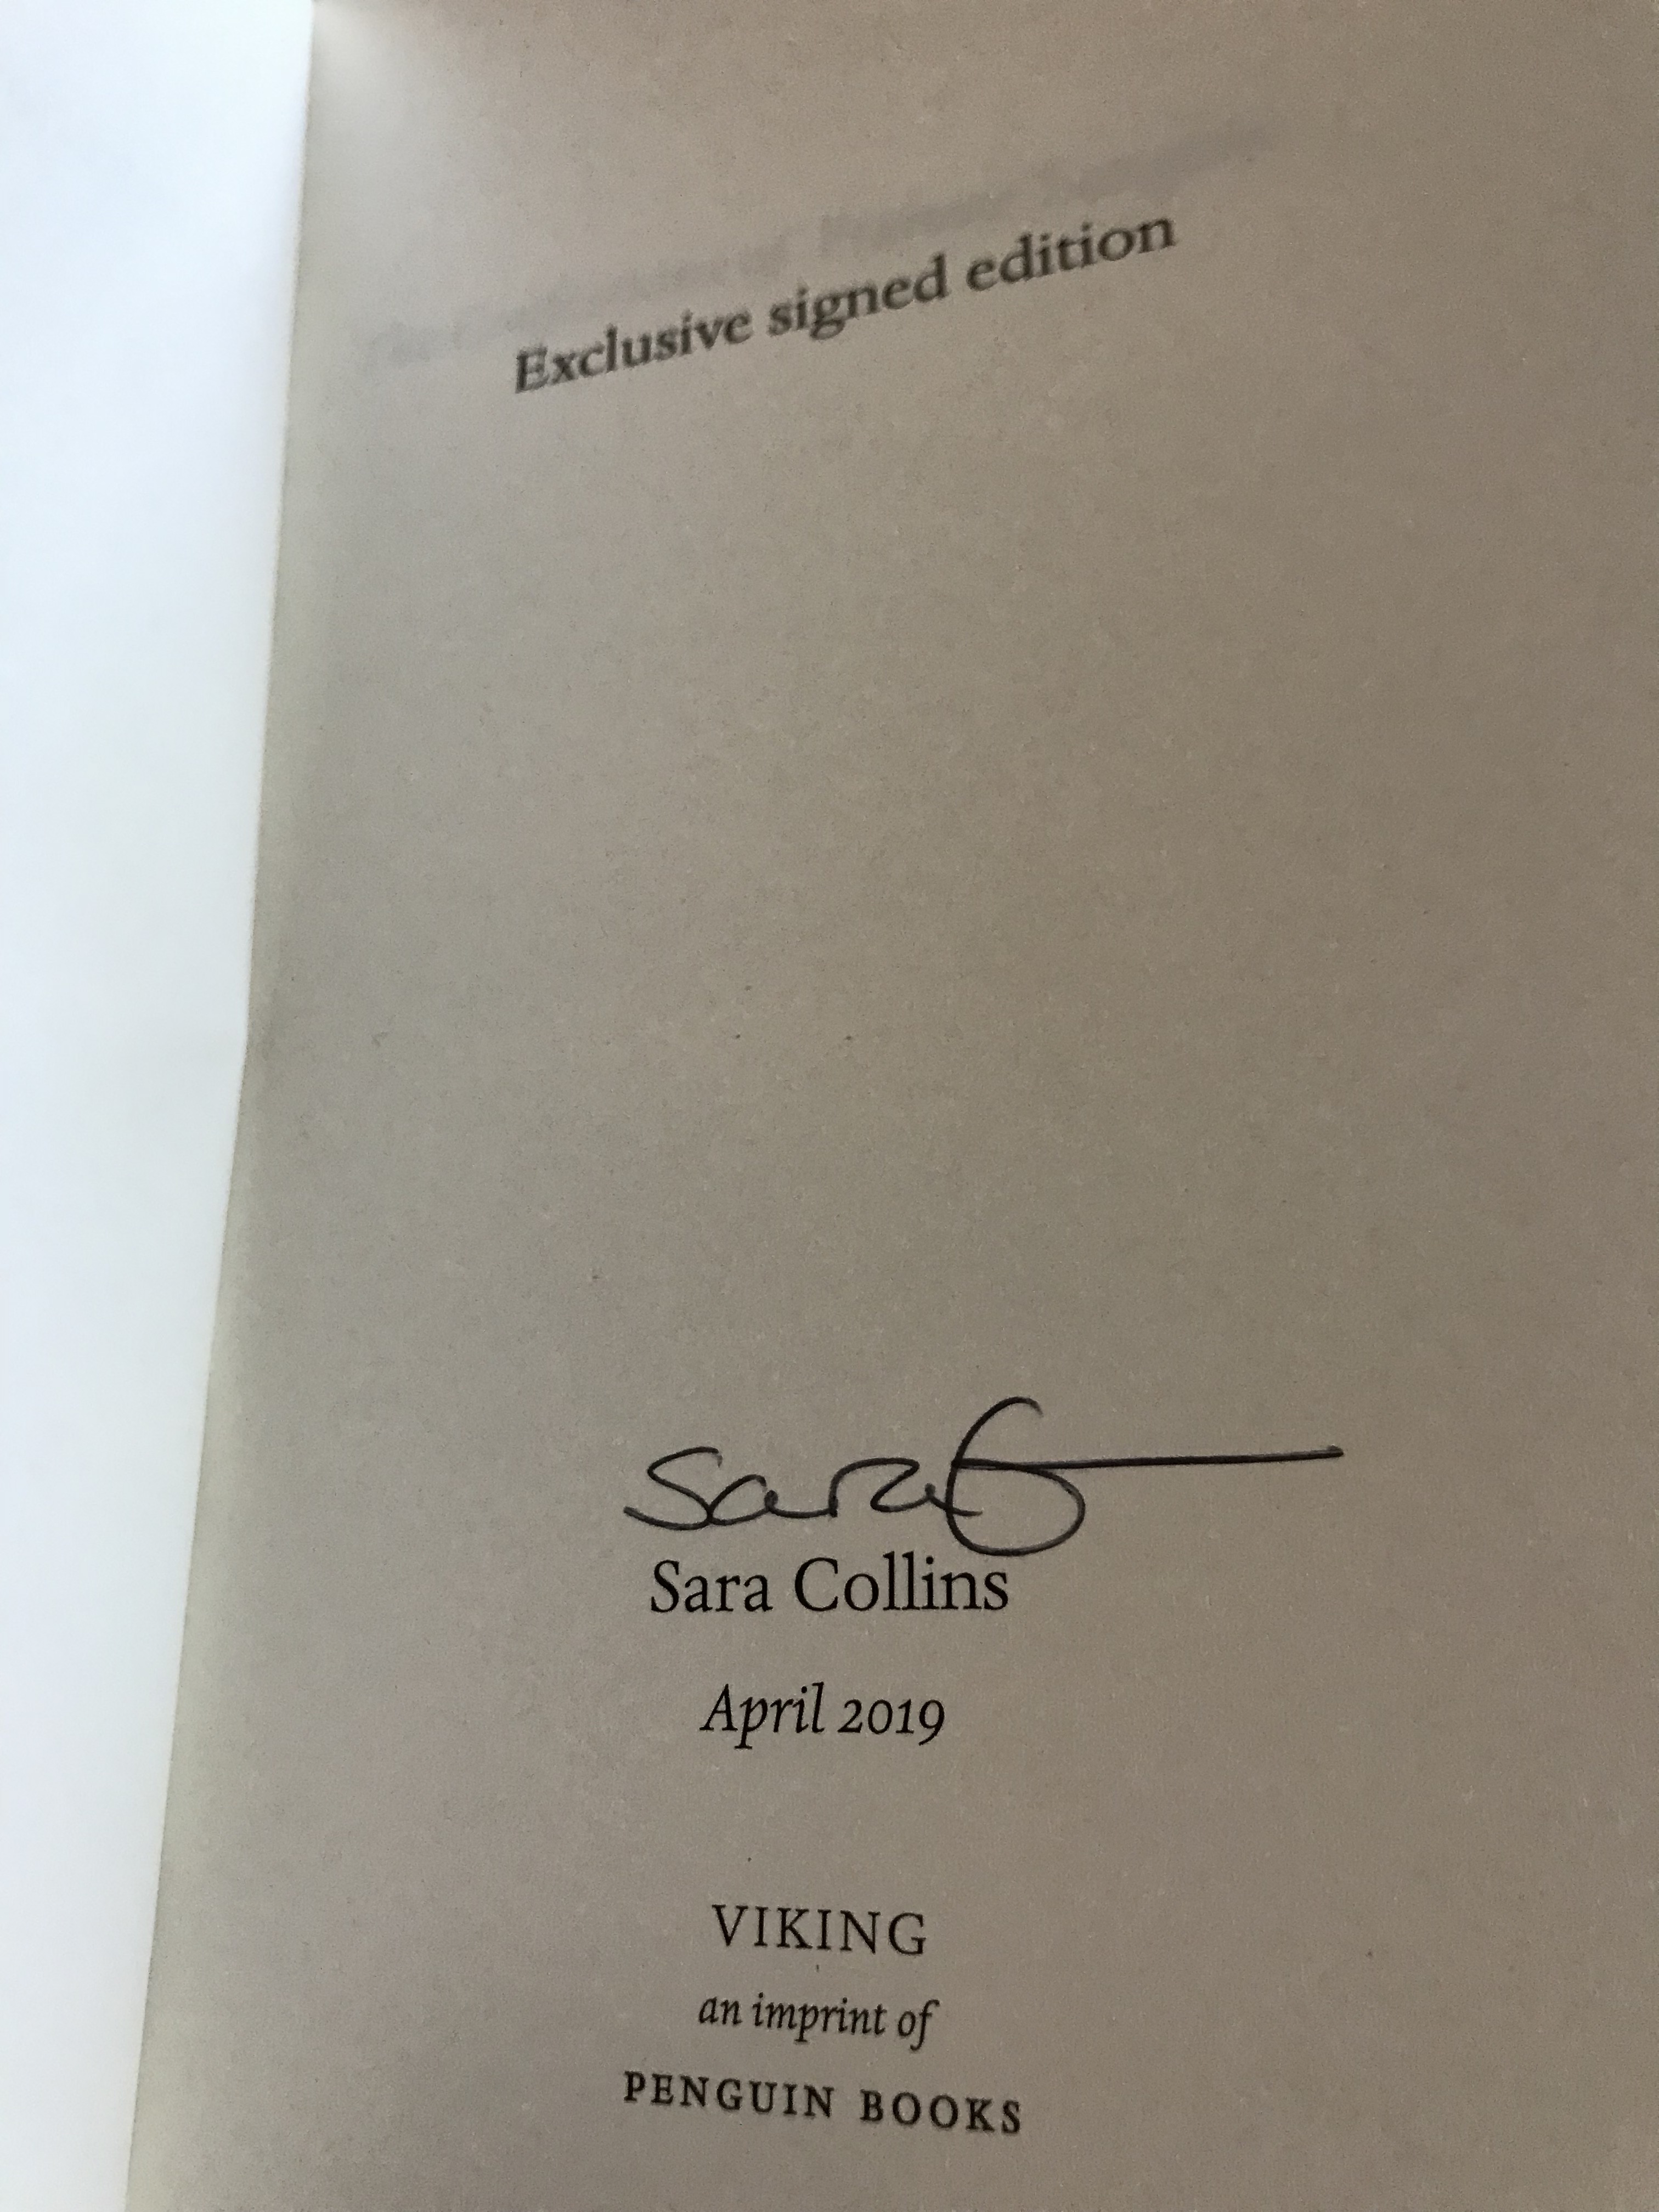 Exclusive signed edition
Sara
Sara Collins
April 2019
VIKING
an imprint of
PENGUIN BOOKS